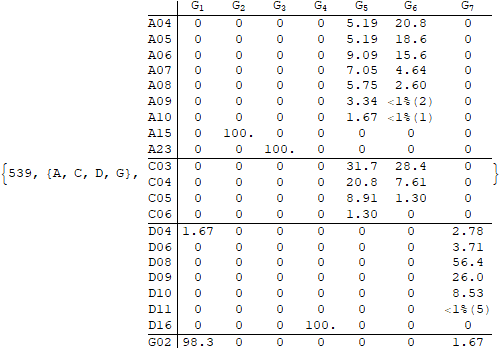 G₁ G₂ G₃ G₄ G₅ G₆ G₇
A04 0 0 0 0 5.19 20.8 0
A05 0 0 0 0 5.19 18.6 0
A06 0 0 0 0 9.09 15.6 0
A07 0 0 0 0 7.05 4.64 0
A08 0 0 0 0 5.75 2.60 0
A09 0 0 0 0 3.34 <1%(2) 0
A10 0 0 0 0 1.67 <1%(1) 0
A15 0 100. 0 0 0 0 0
A23 0 0 100. 0 0 0 0
C03 0 0 0 0 31.7 28.4 0
{539, {A, C, D, G}, C04 0 0 0 0 20.8 7.61 0 }
C05 0 0 0 0 8.91 1.30 0
C06 0 0 0 0 1.30 0 0
D04 1.67 0 0 0 0 0 2.78
D06 0 0 0 0 0 0 3.71
D08 0 0 0 0 0 0 56.4
D09 0 0 0 0 0 0 26.0
D10 0 0 0 0 0 0 8.53
D11 0 0 0 0 0 0 <1%(5)
D16 0 0 0 100. 0 0 0
G02 98.3 0 0 0 0 0 1.67